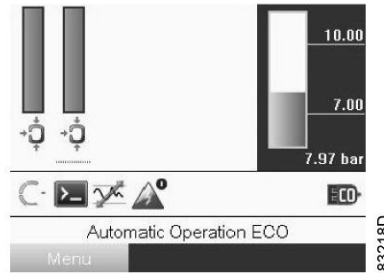 10.00
7.00
7.97 bar
ECO
Automatic Operation ECO
Menu
83218D